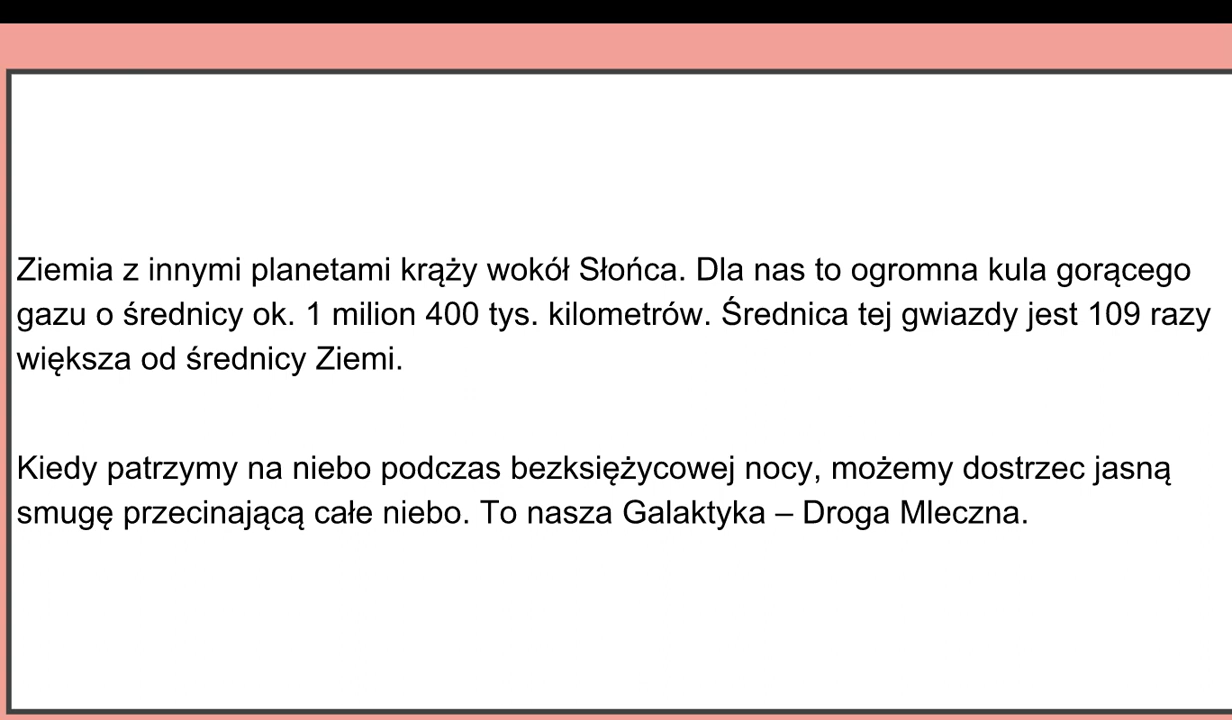 Ziemia z innymi planetami krąży wokół Słońca. Dla nas to ogromna kula gorącego
gazu o średnicy ok. 1 milion 400 tys. kilometrów. Średnica tej gwiazdy jest 109 razy
większa od średnicy Ziemi.
Kiedy patrzymy na niebo podczas bezksiężycowej nocy, możemy dostrzec jasną
smugę przecinającą całe niebo. To nasza Galaktyka – Droga Mleczna.